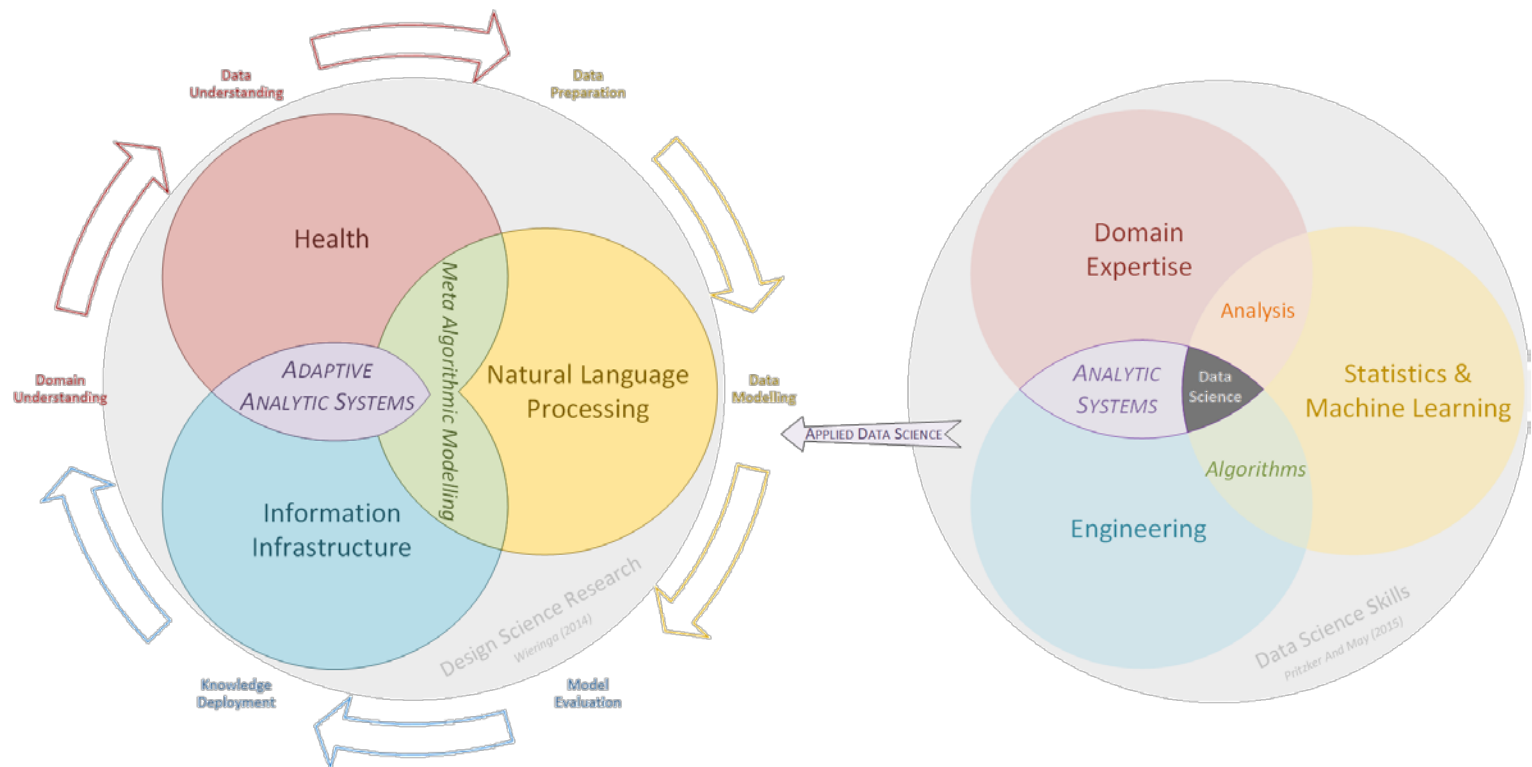 Data
Understanding
Data
Preparation
Health
Meta Algorithmic Modelling
Natural Language
Processing
ADAPTIVE
ANALYTIC SYSTEMS
Domain
Understanding
Data
Modelling
Information
Infrastructure
Design Science Research
Wieringa (2014)
Knowledge
Deployment
Model
Evaluation
APPLIED DATA SCIENCE
Domain
Expertise
Analysis
ANALYTIC
SYSTEMS
Data
Science
Statistics &
Machine Learning
Algorithms
Engineering
Data Science Skills
Pritzker And May (2015)